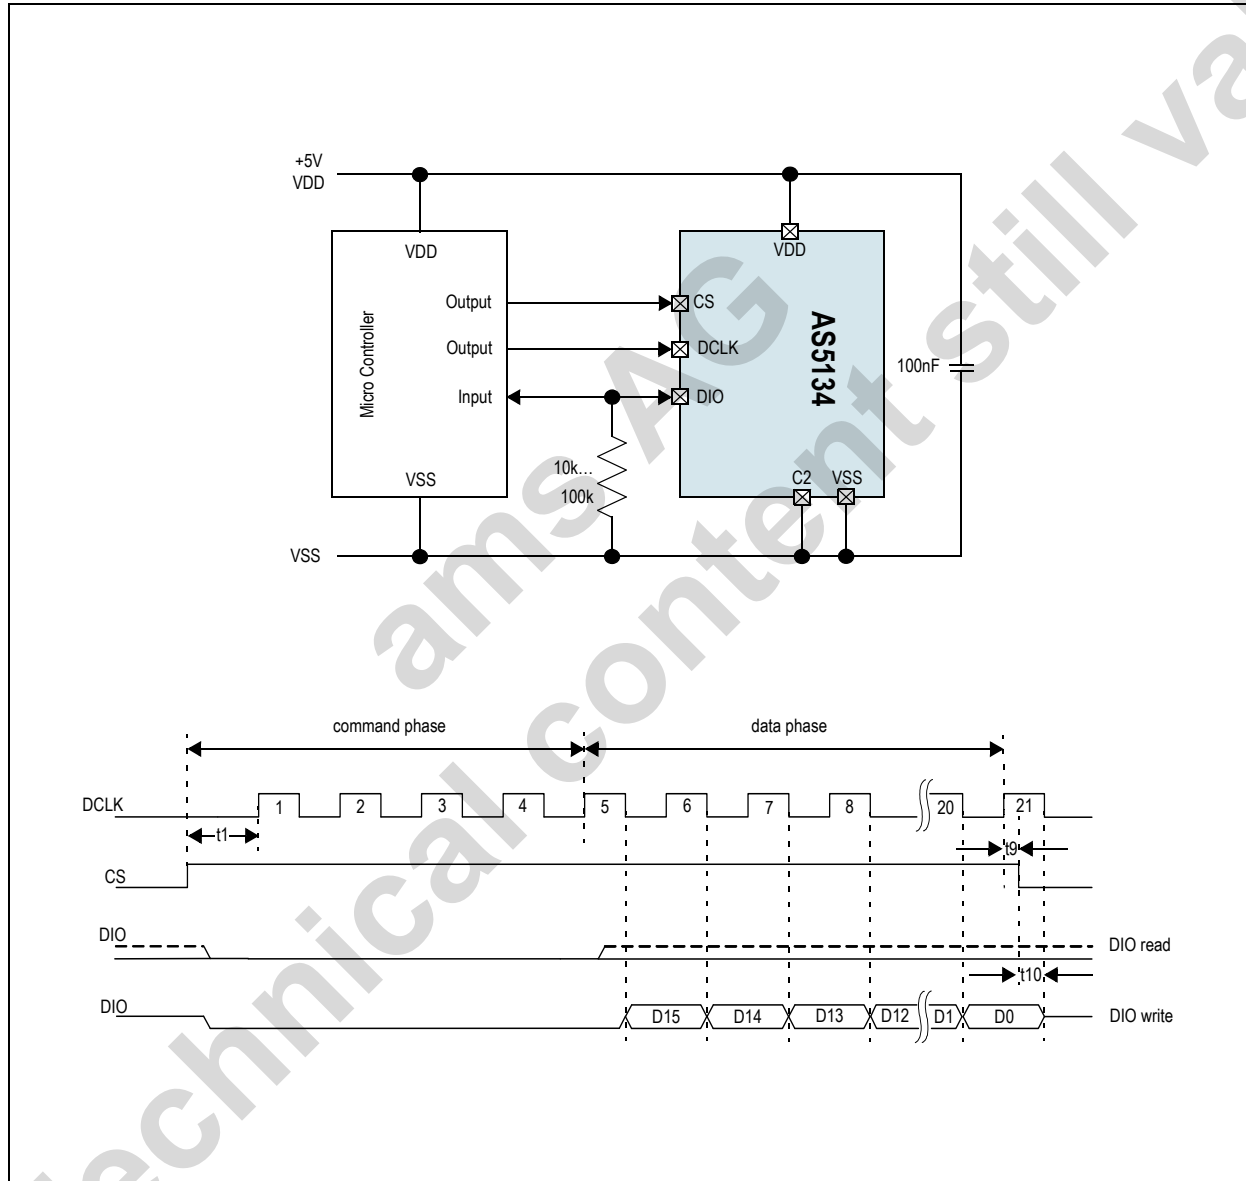 +5V
VDD
VDD
VDD
Output
CS
Output
DCLK
Input
DIO
Micro Controller
AS5134
100nF
10k…
100k
VSS
C2 VSS
VSS
command phase data phase
DCLK 1 2 3 4 5 6 7 8 20 21
t1
t9
CS
DIO
DIO read
t10
DIO D15 D14 D13 D12 D1 D0 DIO write
ams AG
technical content still va